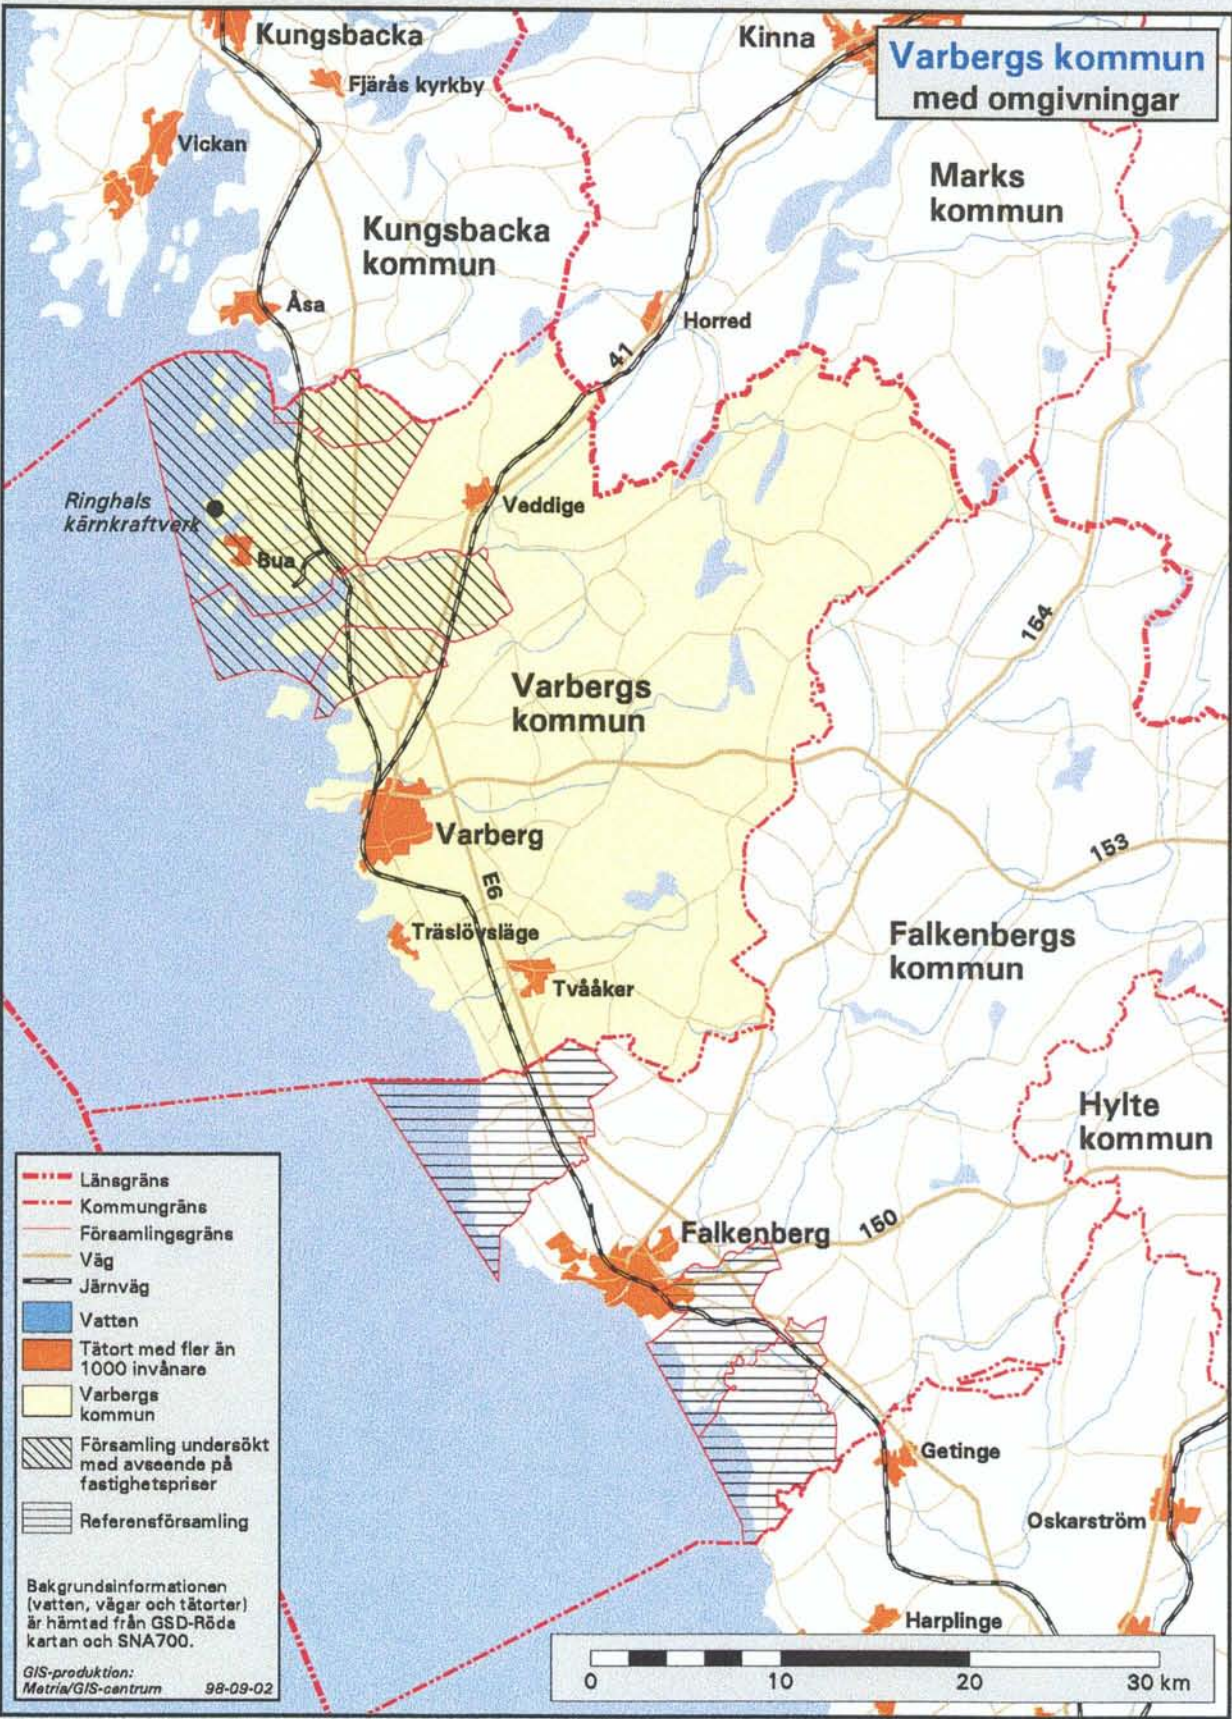 Varbergs kommun
med omgivningar
Kungsbacka
Kinna
Fjärås kyrkby
Vickan
Marks
kommun
Kungsbacka
kommun
Åsa
Horred
41
Ringhals
kärnkraftverk
Veddige
Bua
154
Varbergs
kommun
Varberg
153
E6
Träslövsläge
Falkenbergs
kommun
Tvååker
Hylte
kommun
Falkenberg
150
Getinge
Oskarström
Harplinge
Länsgräns
Kommungräns
Församlingsgräns
Väg
Järnväg
Vatten
Tätort med fler än
1000 invånare
Varbergs
kommun
Församling undersökt
med avseende på
fastighetspriser
Referensförsamling
Bakgrundsinformationen
(vatten, vägar och tätorter)
är hämtad från GSD-Röda
kartan och SNA700.
GIS-produktion:
Metria/GIS-centrum 98-09-02
0 10 20 30 km